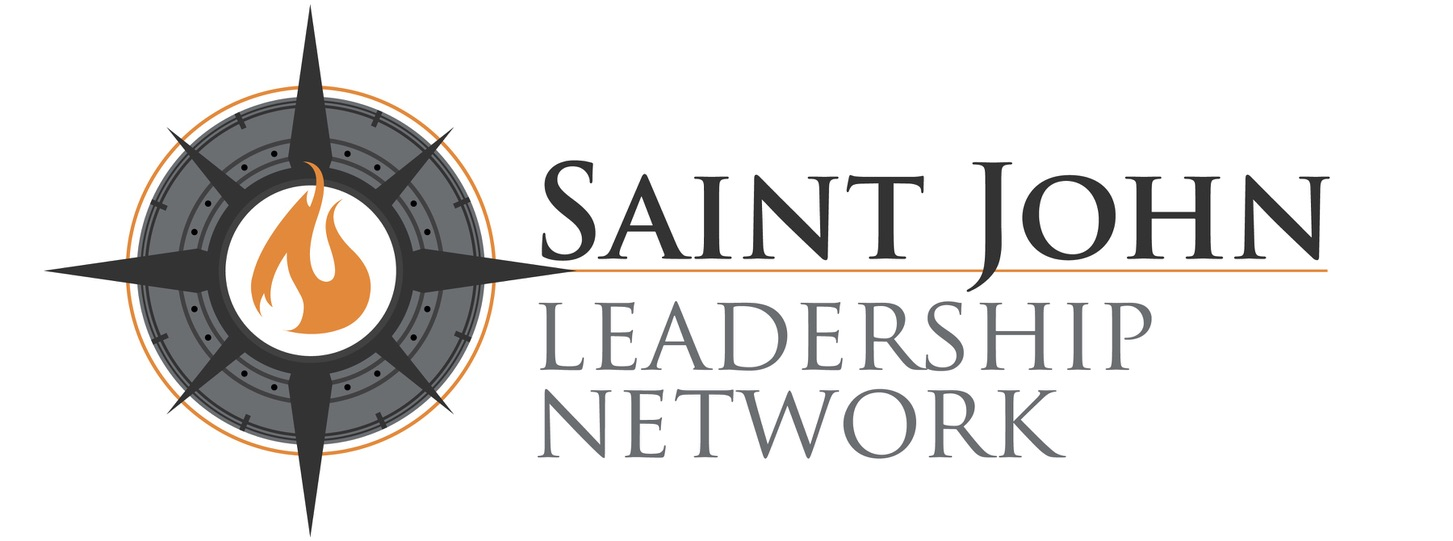 SAINT JOHN
LEADERSHIP
NETWORK